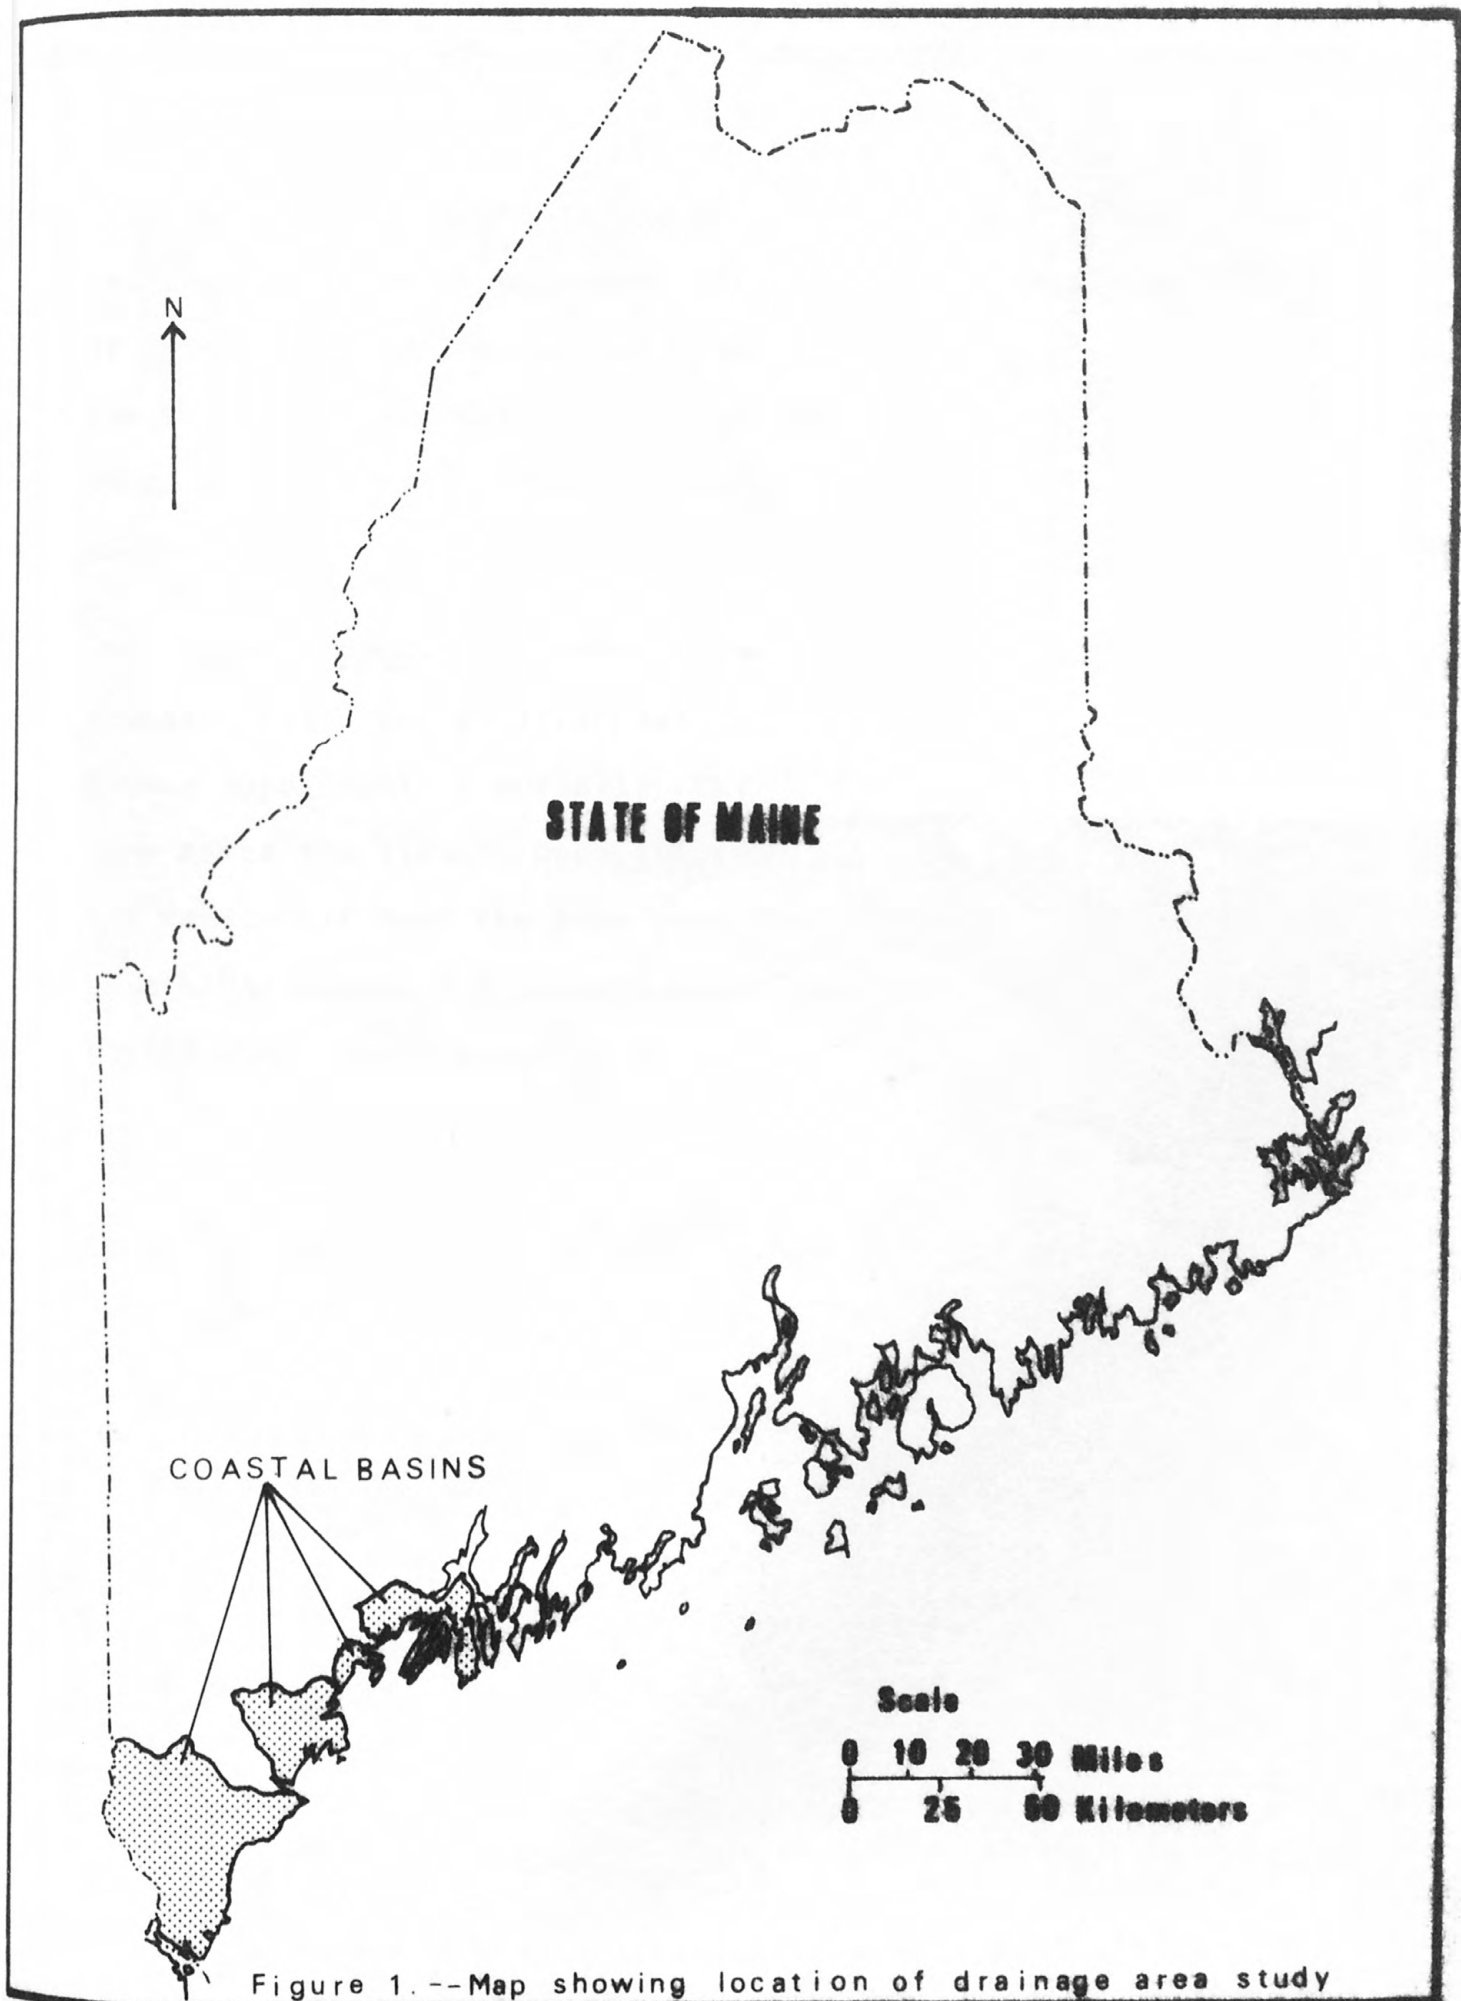 N
STATE OF MAINE
COASTAL BASINS
Scale
0 10 20 30 Miles
0 25 50 Kilometers
Figure 1.--Map showing location of drainage area study